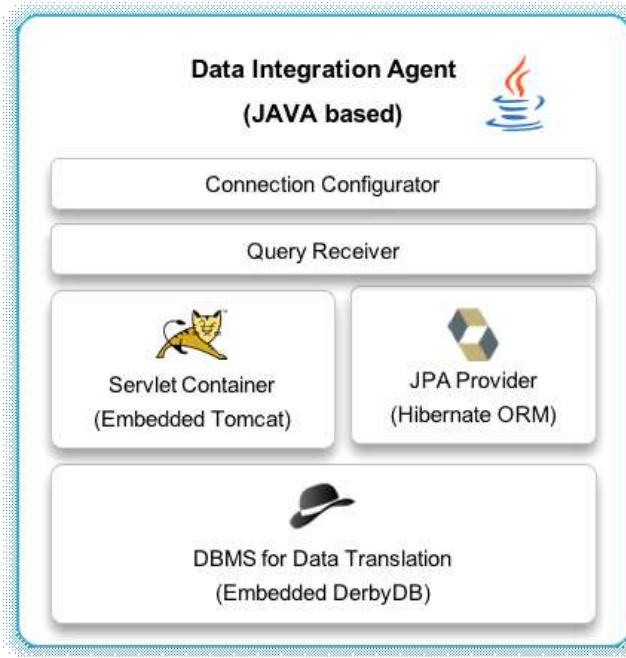 Data Integration Agent
(JAVA based)
Connection Configurator
Query Receiver
Servlet Container
(Embedded Tomcat)
JPA Provider
(Hibernate ORM)
DBMS for Data Translation
(Embedded DerbyDB)